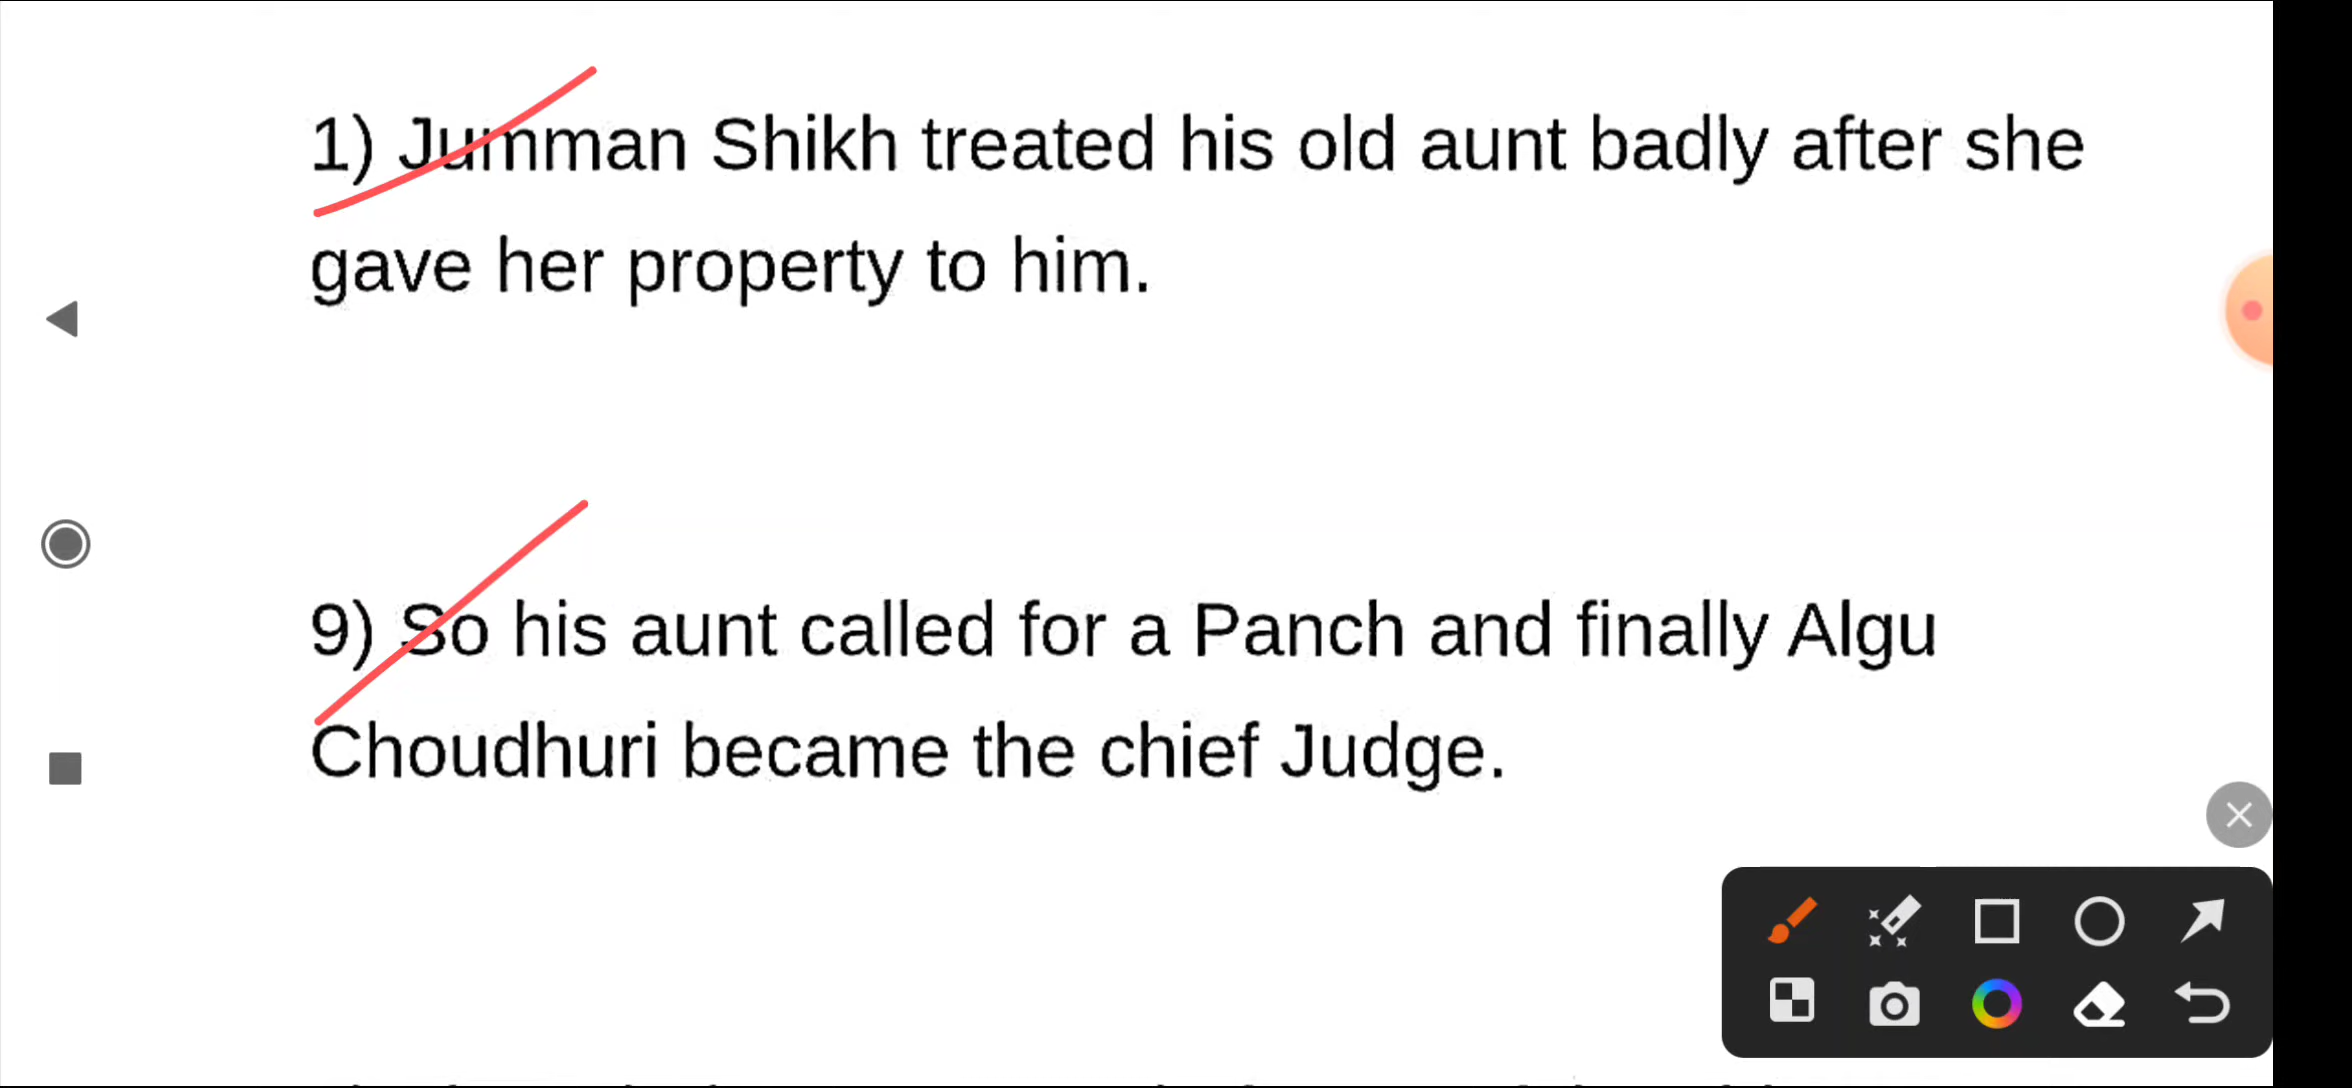 1) Jumman Shikh treated his old aunt badly after she
gave her property to him.
9) So his aunt called for a Panch and finally Algu
Choudhuri became the chief Judge.